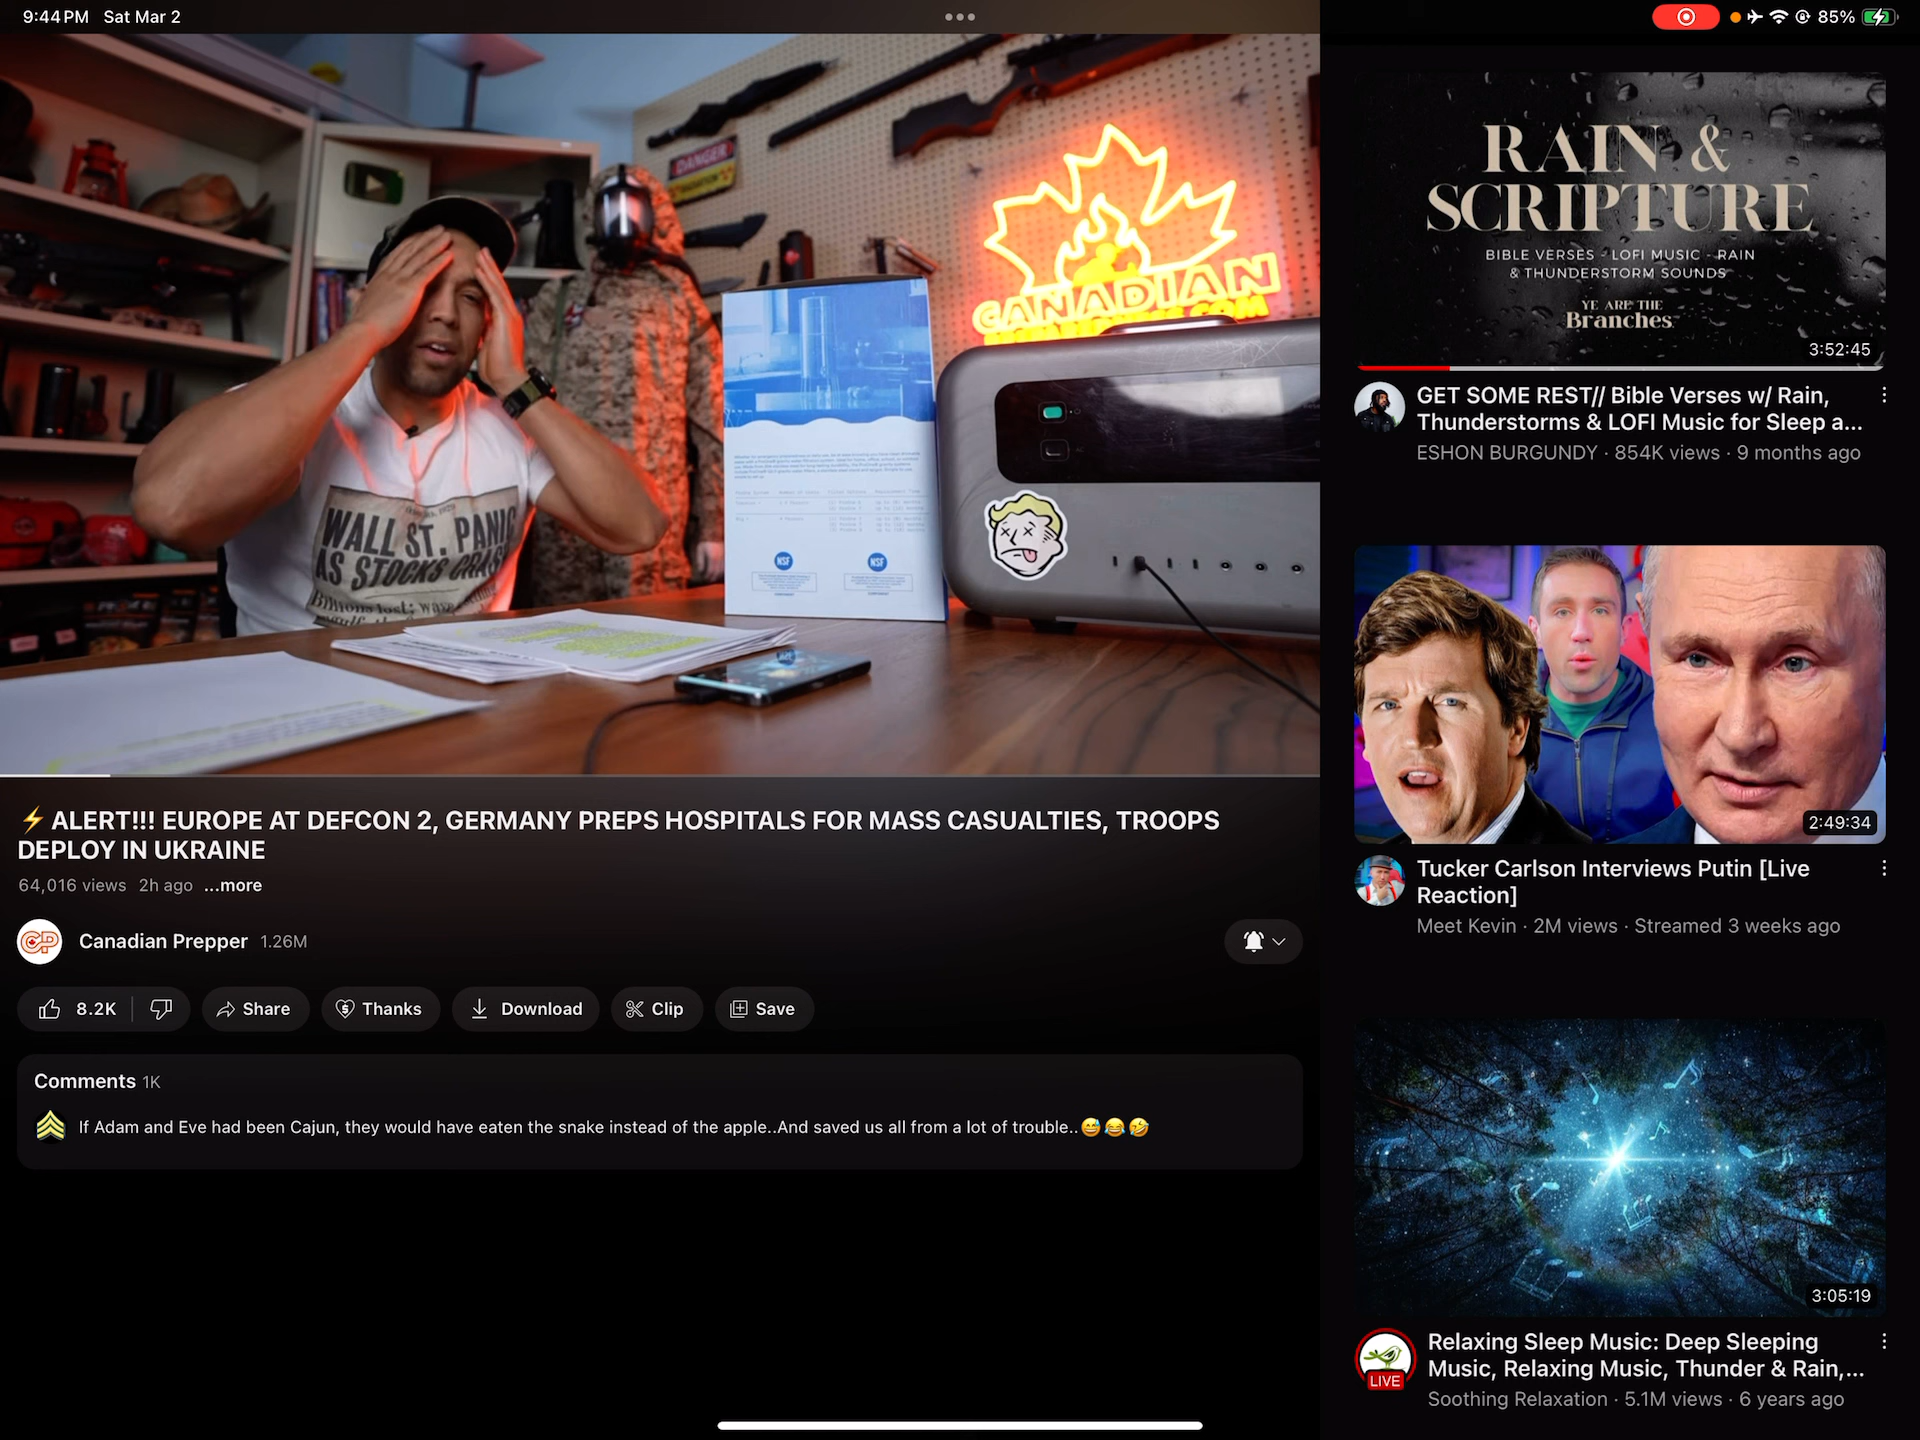 9:44 PM Sat Mar 2
85%
DANGER
CANADIAN
WALL ST. PANIC
AS STOCKS CRASH
Billions lost;
NSF
NSF
⚡ ALERT!!! EUROPE AT DEFCON 2, GERMANY PREPS HOSPITALS FOR MASS CASUALTIES, TROOPS
DEPLOY IN UKRAINE
64,016 views 2h ago ...more
CP
Canadian Prepper 1.26M
8.2K
Share
Thanks
Download
Clip
Save
Comments 1K
If Adam and Eve had been Cajun, they would have eaten the snake instead of the apple..And saved us all from a lot of trouble..😅😂🤣
RAIN &
SCRIPTURE
BIBLE VERSES - LOFI MUSIC - RAIN
& THUNDERSTORM SOUNDS
YE ARE THE
Branches
3:52:45
GET SOME REST// Bible Verses w/ Rain,
Thunderstorms & LOFI Music for Sleep a...
ESHON BURGUNDY · 854K views · 9 months ago
2:49:34
Tucker Carlson Interviews Putin [Live
Reaction]
Meet Kevin · 2M views · Streamed 3 weeks ago
3:05:19
LIVE
Relaxing Sleep Music: Deep Sleeping
Music, Relaxing Music, Thunder & Rain,...
Soothing Relaxation · 5.1M views · 6 years ago